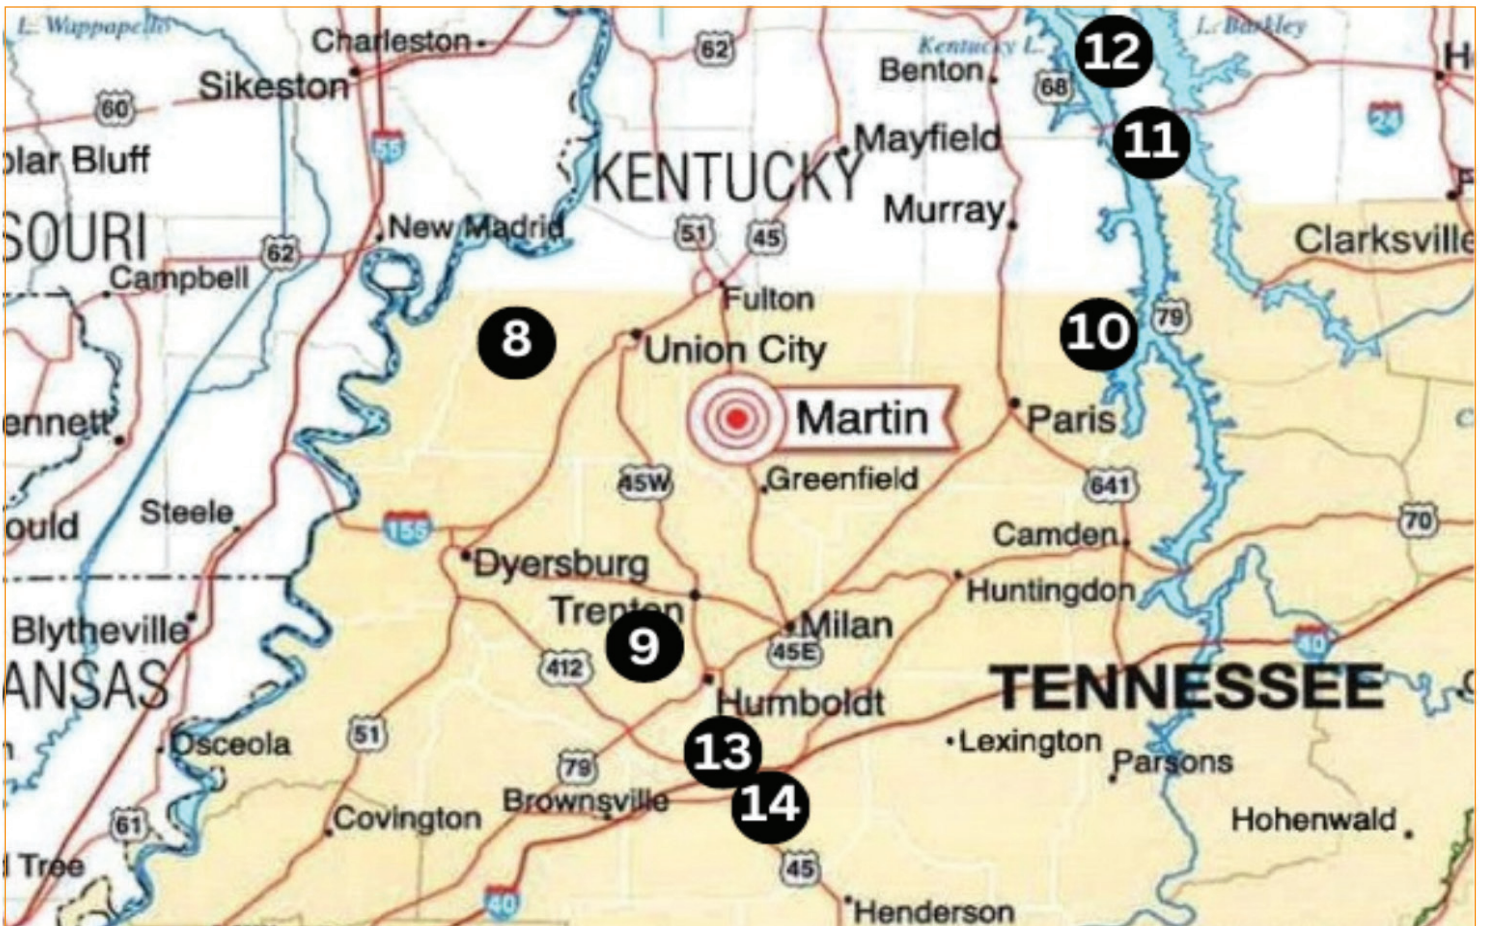 L. Wappapello
Charleston
62
Kentucky L.
12
L. Barkley
Sikeston
Benton
68
H
60
55
24
olar Bluff
Mayfield
11
KENTUCKY
SOURI
New Madrid
51
45
Murray
Clarksville
62
Campbell
Fulton
8
Union City
10
79
ennett
Martin
Paris
45W
Greenfield
641
ould
Steele
155
Camden
70
Dyersburg
Huntingdon
Blytheville
Trenton
Milan
9
45E
40
ANSAS
412
Humboldt
TENNESSEE
51
Osceola
13
Lexington
Parsons
79
Brownsville
14
61
Covington
Hohenwald
d Tree
45
40
Henderson